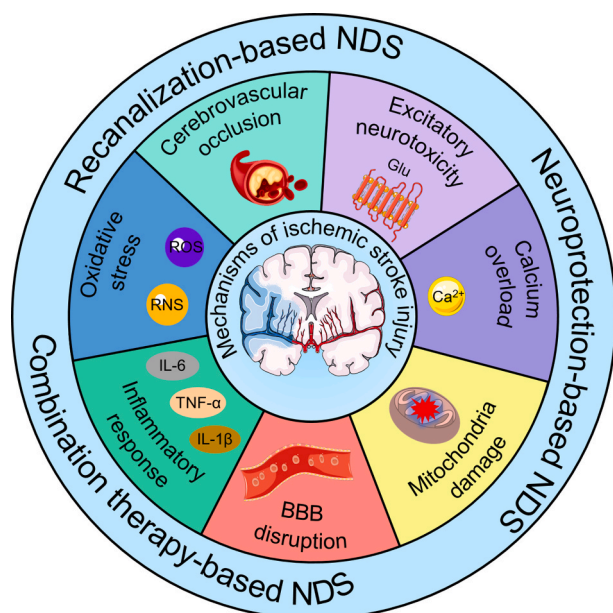 Recanalization-based NDS
Neuroprotection-based NDS
Combination therapy-based NDS
Cerebrovascular
occlusion
Excitatory
neurotoxicity
Glu
Calcium
overload
Ca²⁺
Mitochondria
damage
BBB
disruption
Inflammatory
response
IL-6
TNF-α
IL-1β
Oxidative
stress
ROS
RNS
Mechanisms of ischemic stroke injury